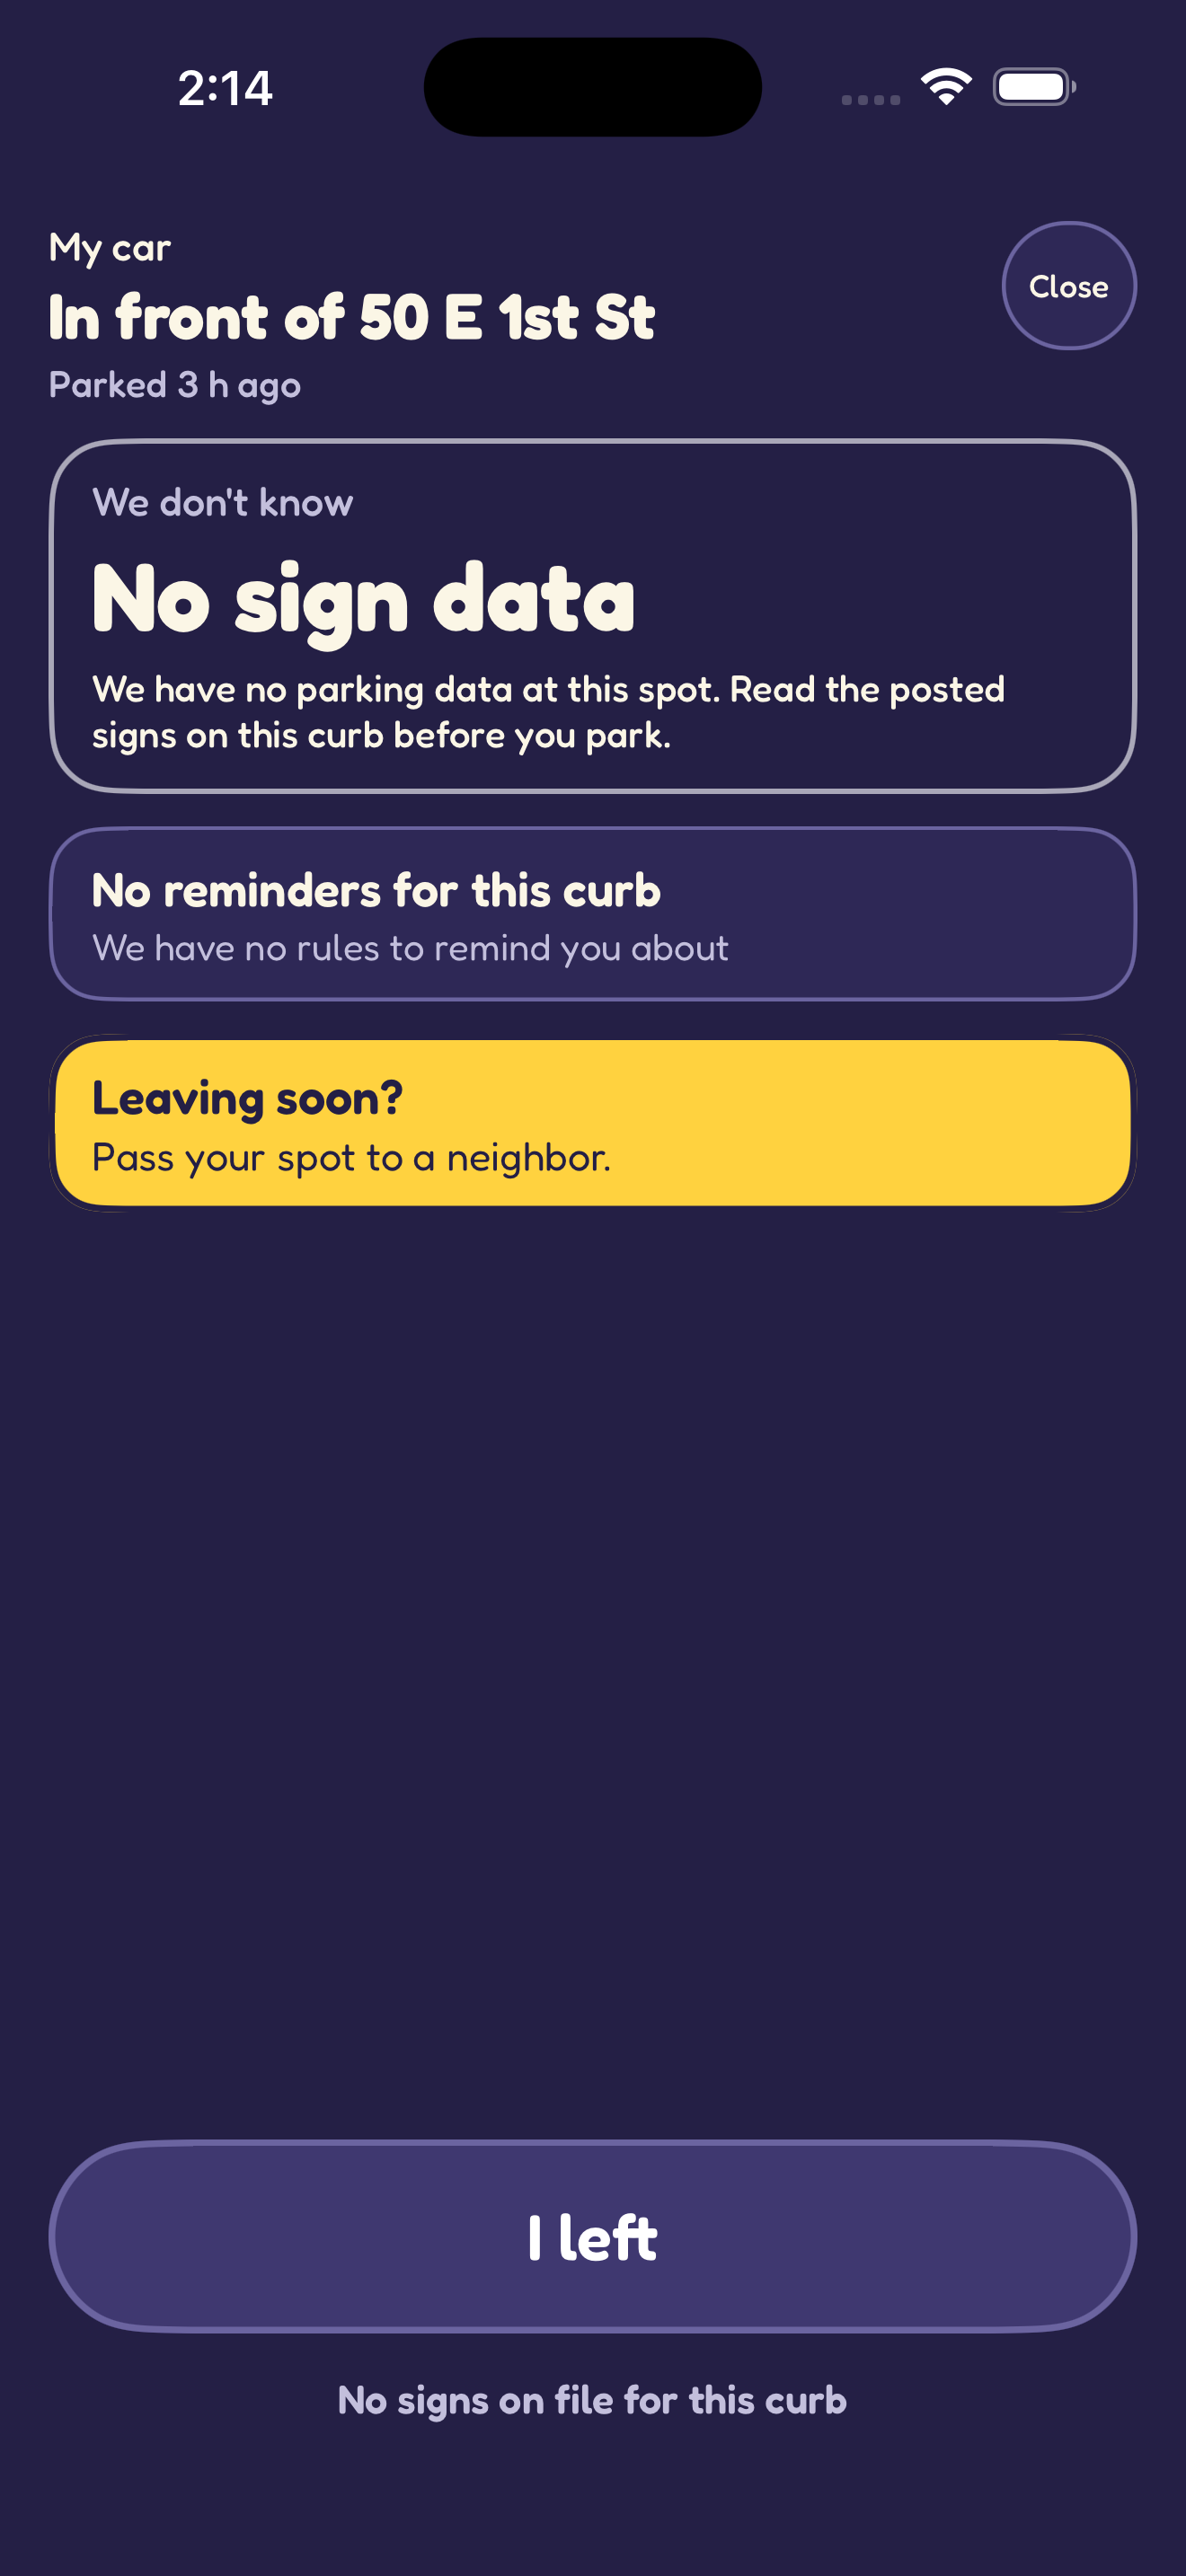 2:14
My car
In front of 50 E 1st St
Close
Parked 3 h ago
We don't know
No sign data
We have no parking data at this spot. Read the posted
signs on this curb before you park.
No reminders for this curb
We have no rules to remind you about
Leaving soon?
Pass your spot to a neighbor.
I left
No signs on file for this curb